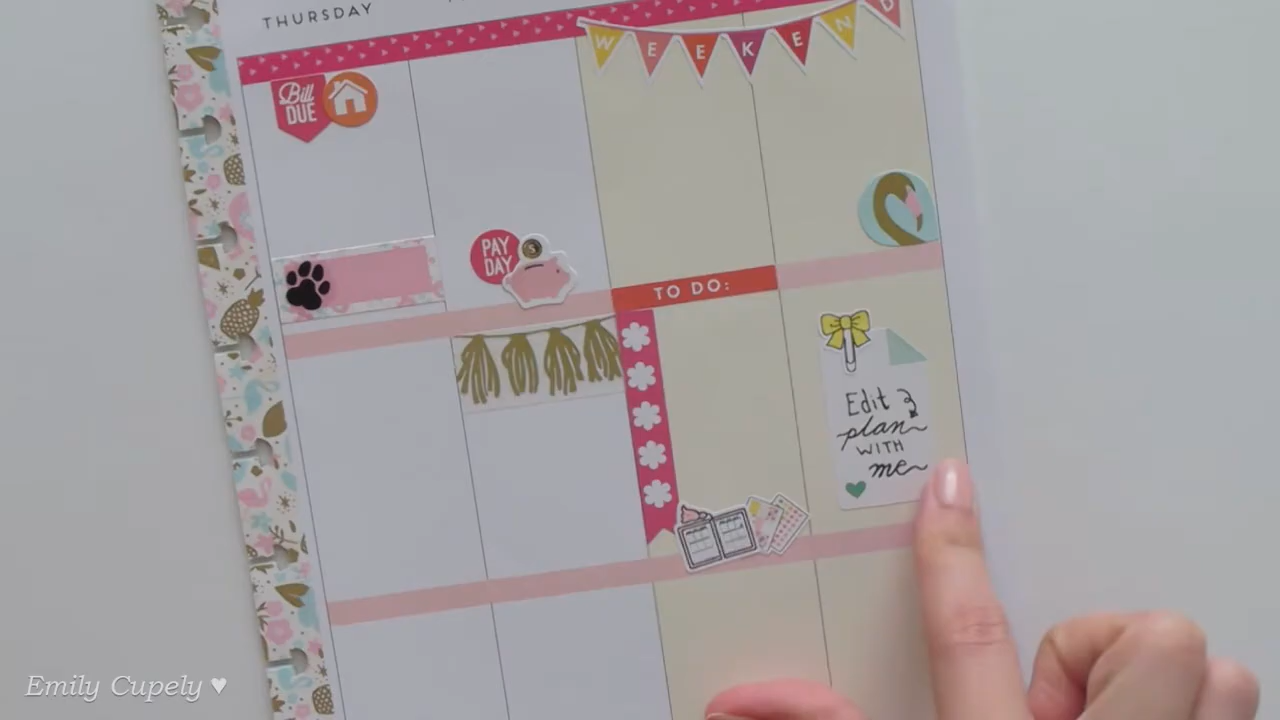 THURSDAY
WEEKEND
Bill
DUE
PAY
DAY
$
TO DO:
Edit
plan
WITH
me
Emily Cupely ♥